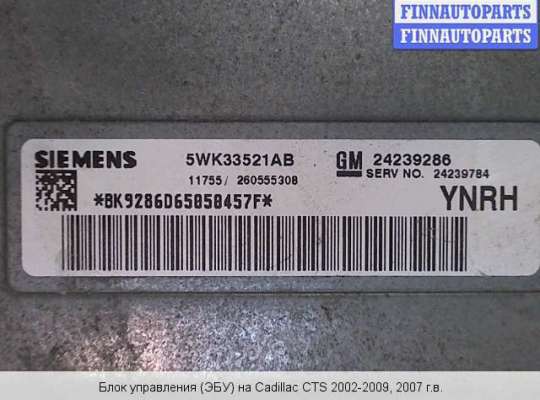 FINNAUTOPARTS
FINNAUTOPARTS
SIEMENS 5WK33521AB GM 24239286
11755/ 260555308 SERV NO. 24239784
*BK9286D65050457F* YNRH
Блок управления (ЭБУ) на Cadillac CTS 2002-2009, 2007 г.в.